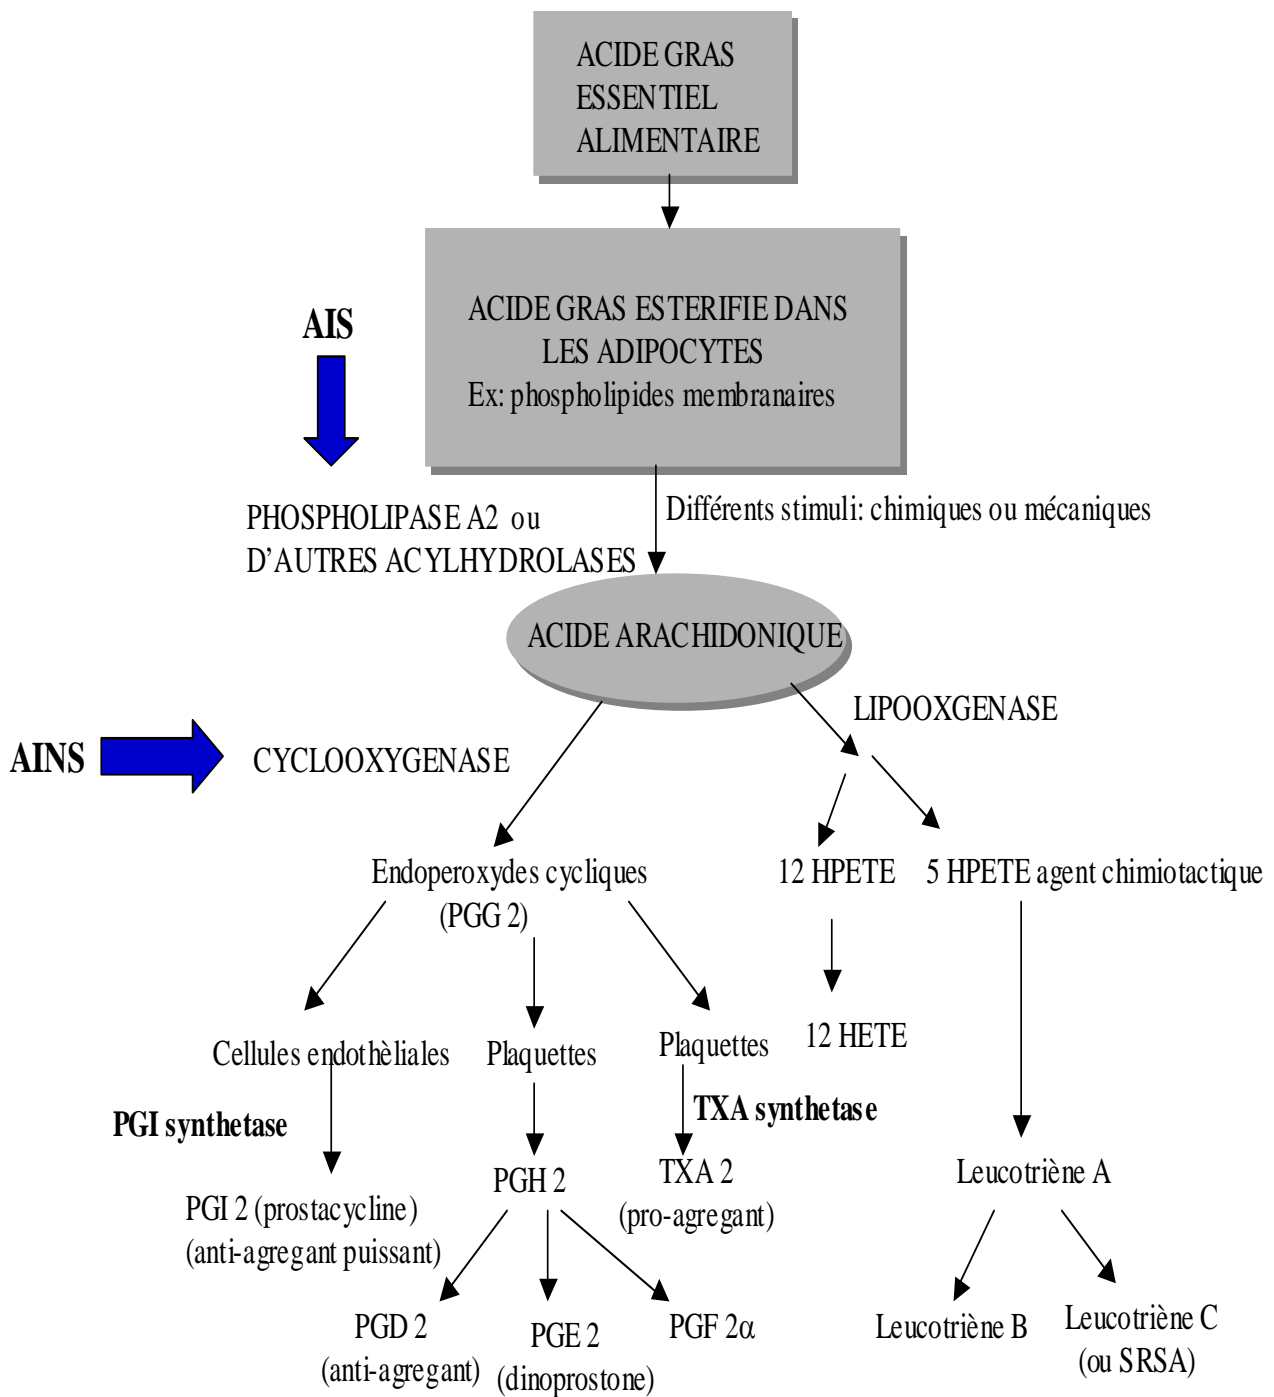 ACIDE GRAS
ESSENTIEL
ALIMENTAIRE
ACIDE GRAS ESTERIFIE DANS
LES ADIPOCYTES
Ex: phospholipides membranaires
AIS
PHOSPHOLIPASE A2 ou
D'AUTRES ACYLHYDROLASES
Différents stimuli: chimiques ou mécaniques
ACIDE ARACHIDONIQUE
LIPOOXGENASE
AINS
CYCLOOXYGENASE
Endoperoxydes cycliques
(PGG 2)
12 HPETE
5 HPETE agent chimiotactique
Cellules endothèliales
Plaquettes
Plaquettes
12 HETE
PGI synthetase
TXA synthetase
PGI 2 (prostacycline)
(anti-agregant puissant)
PGH 2
TXA 2
(pro-agregant)
Leucotriène A
PGD 2
(anti-agregant)
PGE 2
(dinoprostone)
PGF 2α
Leucotriène B
Leucotriène C
(ou SRSA)